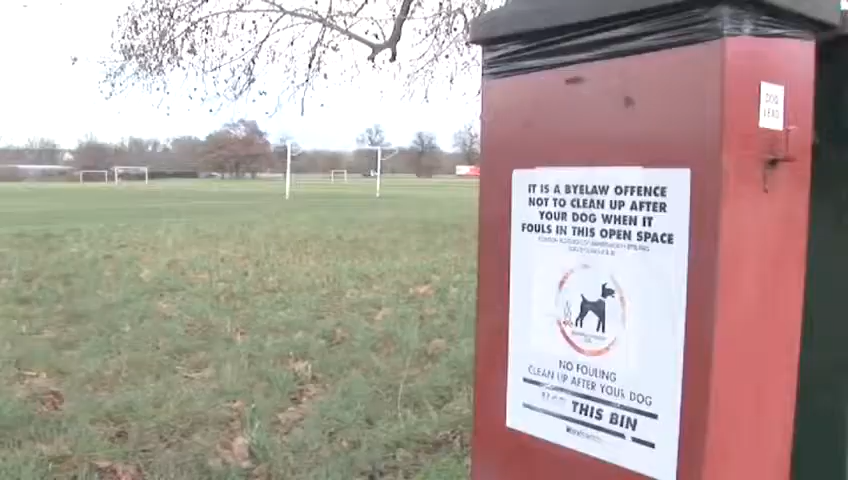 IT IS A BYELAW OFFENCE
NOT TO CLEAN UP AFTER
YOUR DOG WHEN IT
FOULS IN THIS OPEN SPACE
NO FOULING
CLEAN UP AFTER YOUR DOG
USE THIS BIN
DOG